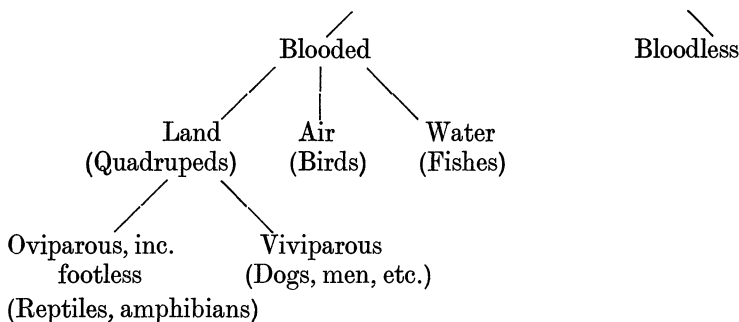 Blooded Bloodless
Land Air Water
(Quadrupeds) (Birds) (Fishes)
Oviparous, inc. Viviparous
footless (Dogs, men, etc.)
(Reptiles, amphibians)